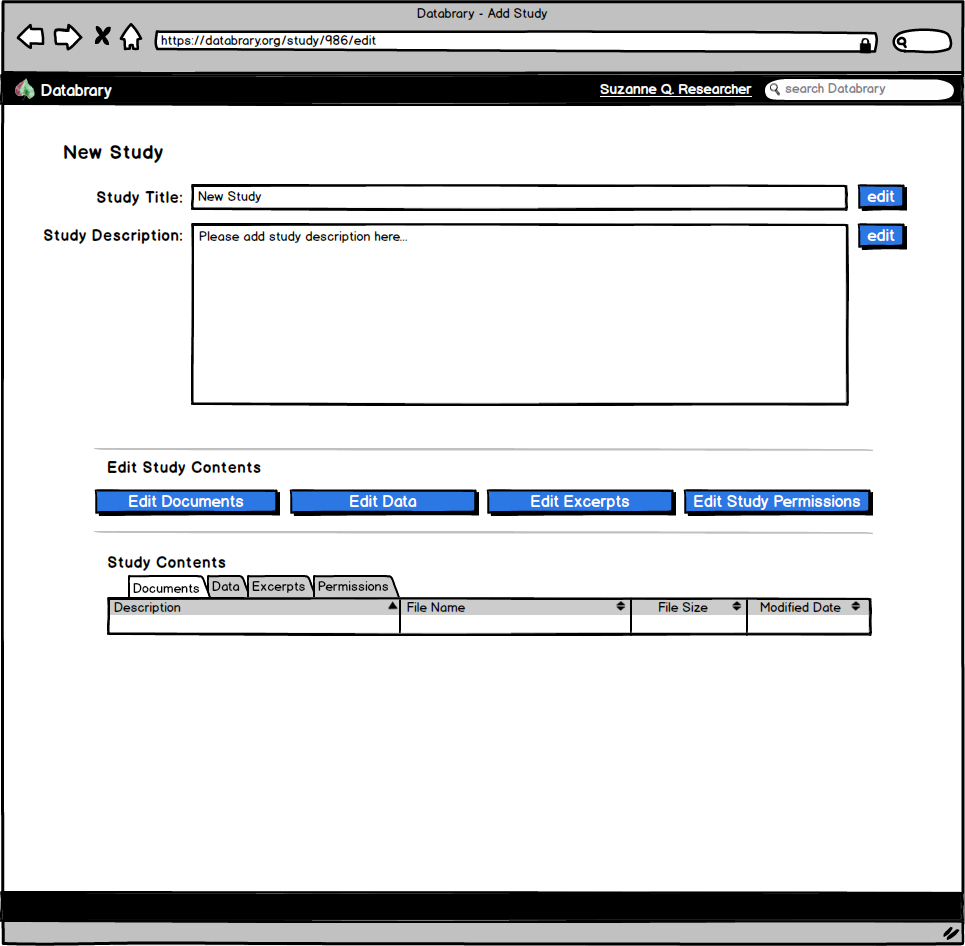 Databrary - Add Study
https://databrary.org/study/986/edit
Databrary Suzanne Q. Researcher search Databrary
New Study
Study Title: New Study edit
Study Description: Please add study description here... edit
Edit Study Contents
Edit Documents Edit Data Edit Excerpts Edit Study Permissions
Study Contents
Documents Data Excerpts Permissions
Description File Name File Size Modified Date